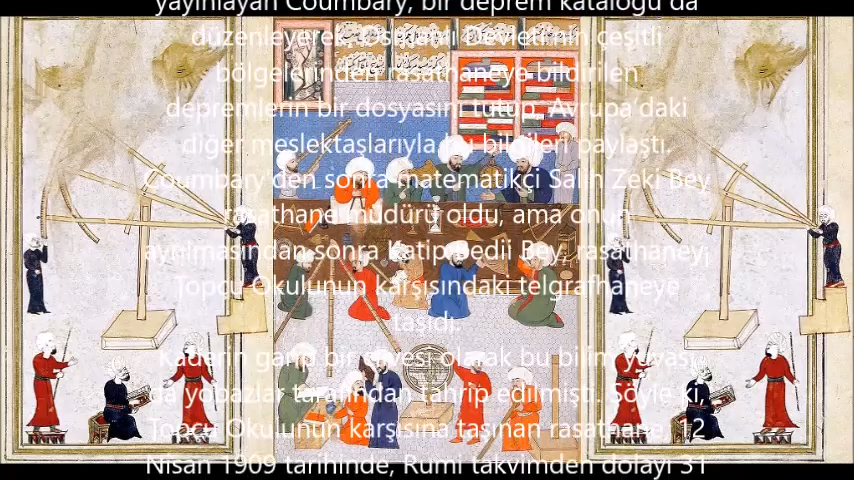 yayınlayan Coumbary, bir deprem kataloğu da
düzenleyerek, Osmanlı Devleti'nin çeşitli
bölgelerinden rasathaneye bildirilen
depremlerin bir dosyasını tutup, Avrupa'daki
diğer meslektaşlarıyla bu bilgileri paylaştı.
Coumbary'den sonra matematikçi Salih Zeki Bey
rasathane müdürü oldu, ama onun
ayrılmasından sonra Katip Bedii Bey, rasathaneyi
Topçu Okulunun karşısındaki telgrafhaneye
taşıdı.
Kaderin garip bir cilvesi olarak bu bilim yuvası
da yobazlar tarafından tahrip edilmişti. Şöyle ki,
Topçu Okulunun karşısına taşınan rasathane, 12
Nisan 1909 tarihinde, Rumi takvimden dolayı 31